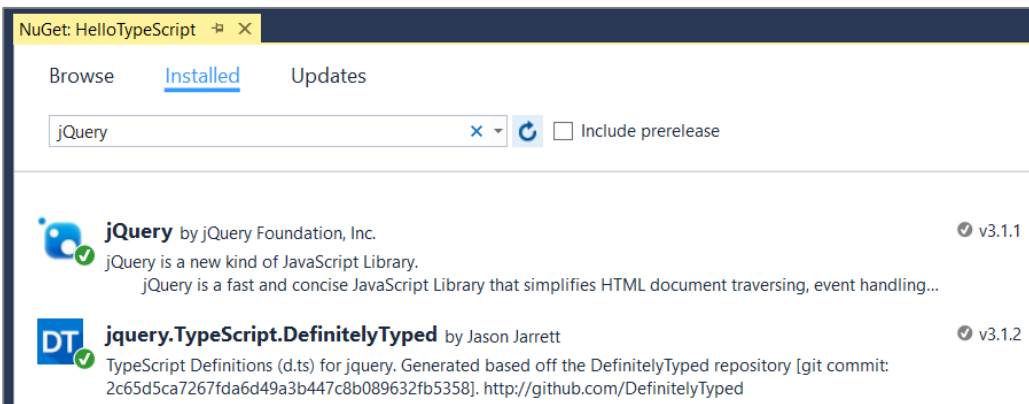 NuGet: HelloTypeScript
Browse Installed Updates
jQuery Include prerelease
jQuery by jQuery Foundation, Inc. v3.1.1
jQuery is a new kind of JavaScript Library.
jQuery is a fast and concise JavaScript Library that simplifies HTML document traversing, event handling...
DT jquery.TypeScript.DefinitelyTyped by Jason Jarrett v3.1.2
TypeScript Definitions (d.ts) for jquery. Generated based off the DefinitelyTyped repository [git commit:
2c65d5ca7267fda6d49a3b447c8b089632fb5358]. http://github.com/DefinitelyTyped